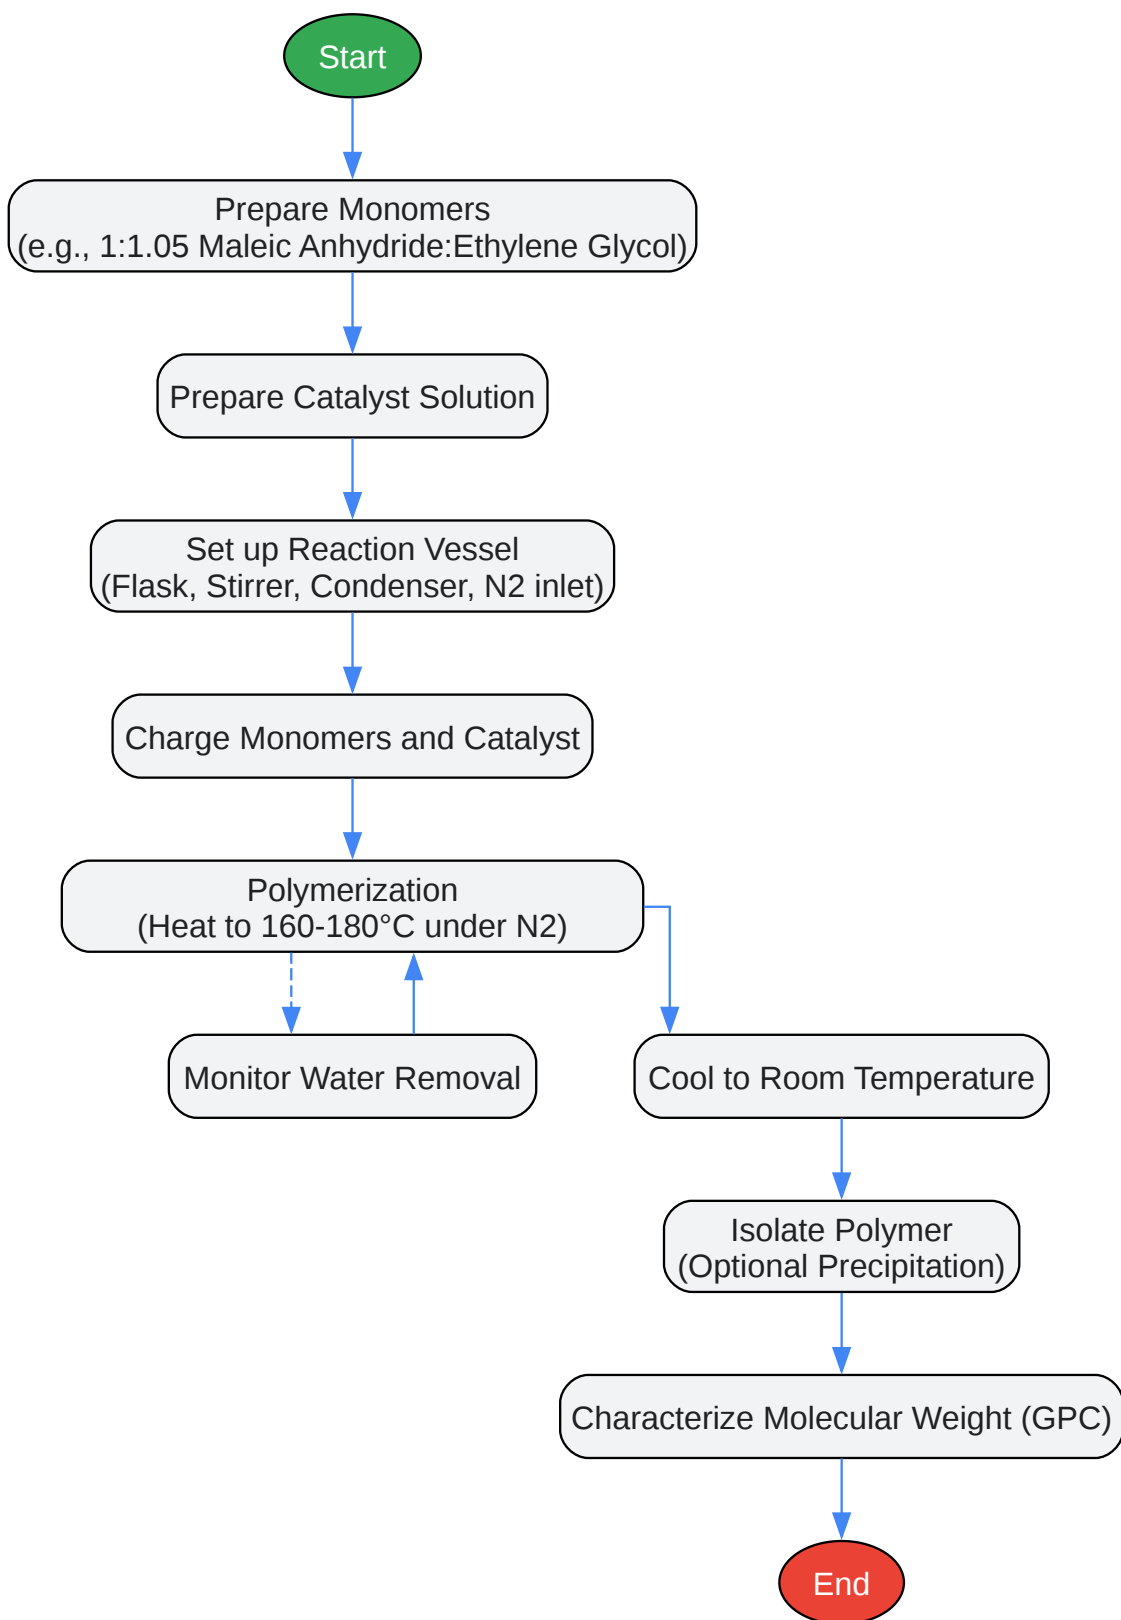 Start
Prepare Monomers
(e.g., 1:1.05 Maleic Anhydride:Ethylene Glycol)
Prepare Catalyst Solution
Set up Reaction Vessel
(Flask, Stirrer, Condenser, N2 inlet)
Charge Monomers and Catalyst
Polymerization
(Heat to 160-180°C under N2)
Monitor Water Removal
Cool to Room Temperature
Isolate Polymer
(Optional Precipitation)
Characterize Molecular Weight (GPC)
End